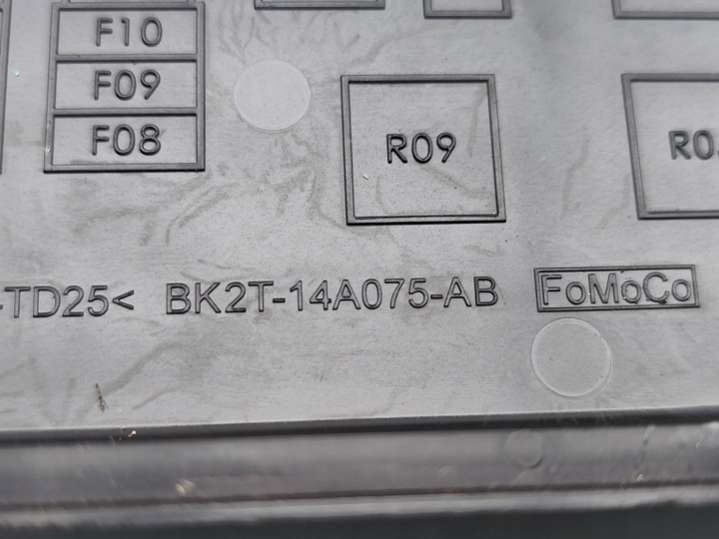 F10
F09
F08
R09
-TD25< BK2T-14A075-AB FoMoCo